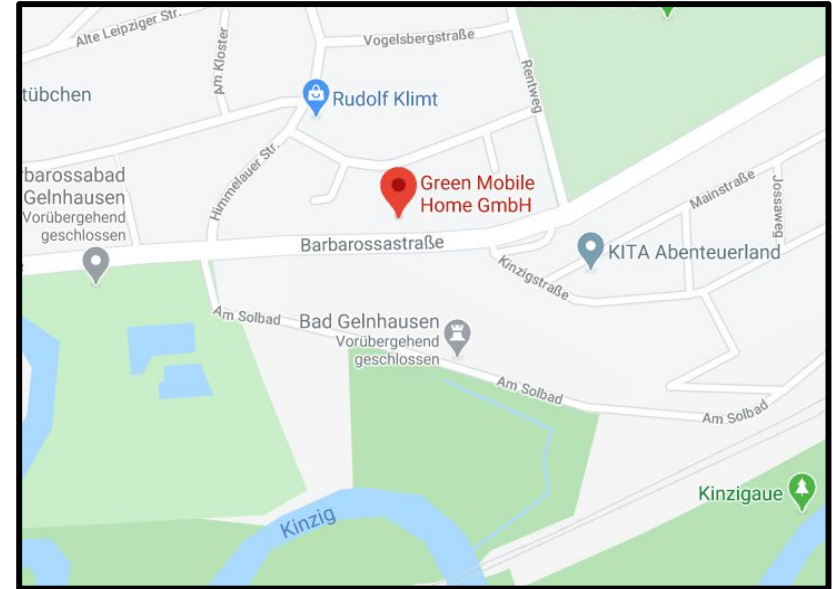 Alte Leipziger Str.
Am Kloster
Vogelsbergstraße
Rentweg
tübchen
Rudolf Klimt
Himmelauer Str.
barossabad
Gelnhausen
Vorübergehend
geschlossen
Green Mobile
Home GmbH
Mainstraße
Jossaweg
Barbarossastraße
KITA Abenteuerland
Kinzigstraße
Am Solbad
Bad Gelnhausen
Vorübergehend
geschlossen
Am Solbad
Am Solbad
Kinzigaue
Kinzig